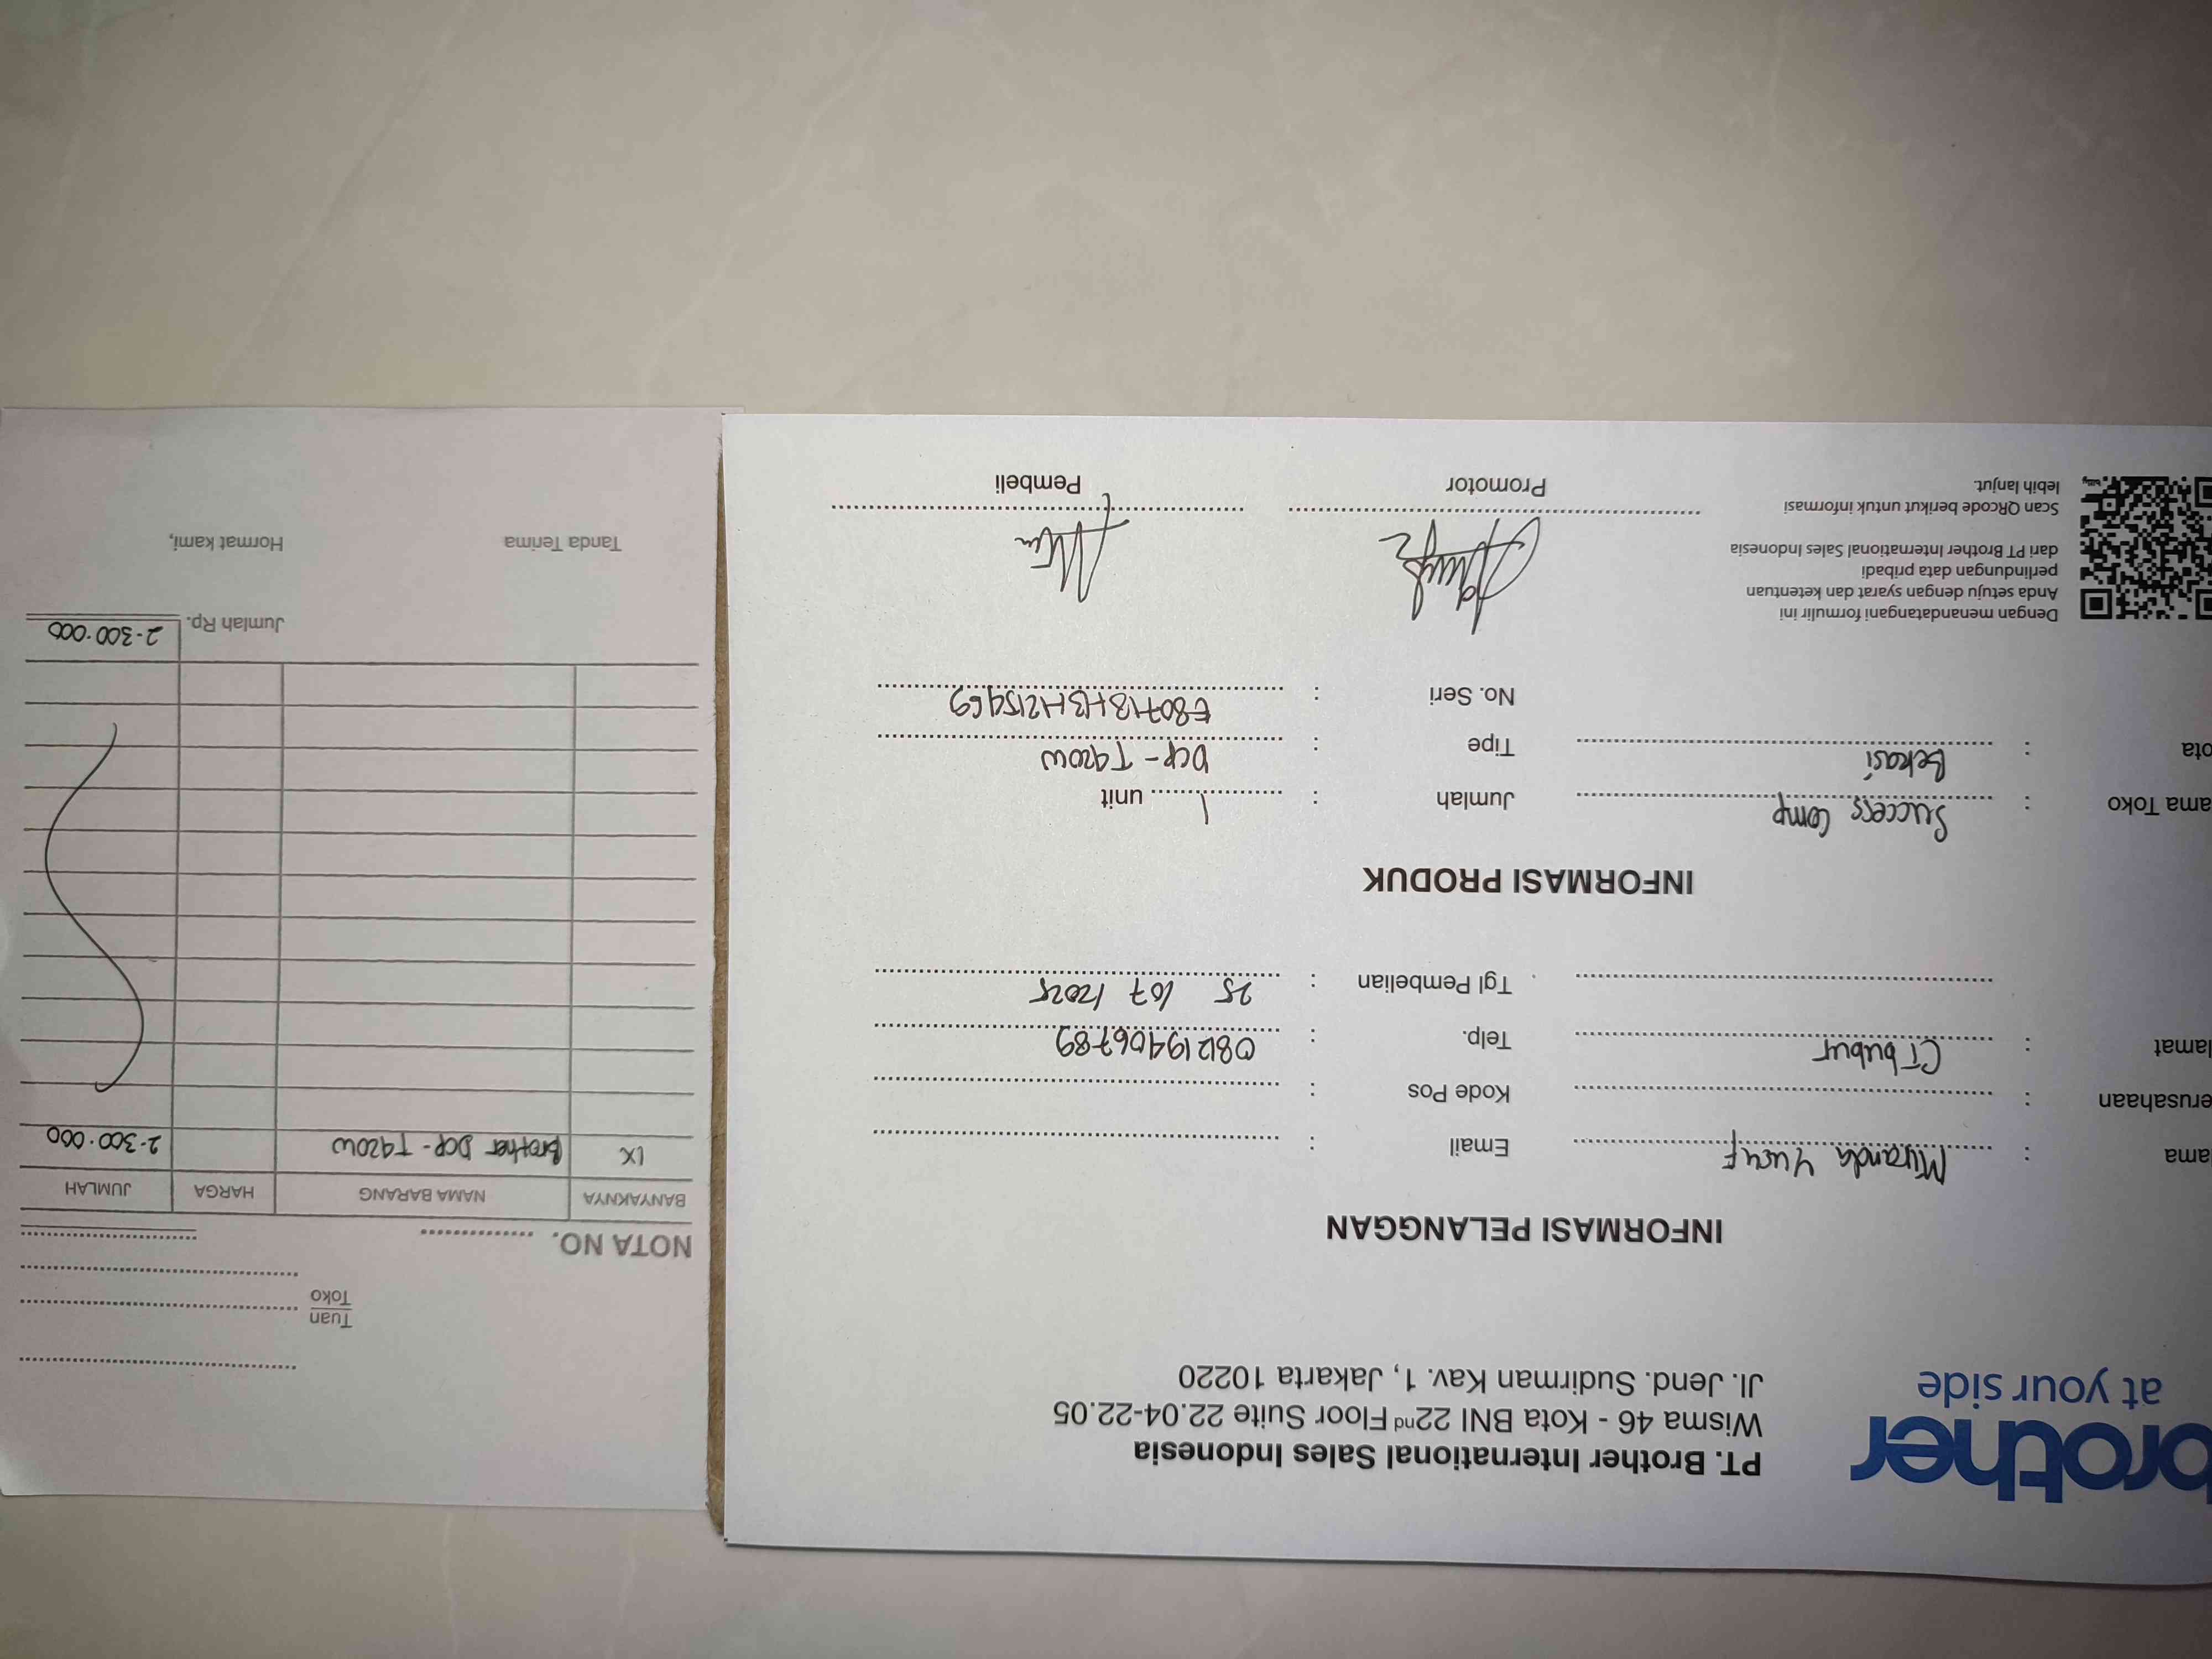 brother
at your side
PT. Brother International Sales Indonesia
Wisma 46 - Kota BNI 22nd Floor Suite 22.04-22.05
Jl. Jend. Sudirman Kav. 1, Jakarta 10220
INFORMASI PELANGGAN
ama : Miranda Yusuf Email :
erusahaan : Kode Pos :
lamat : Cibubur Telp. : 081219406789
Tgl Pembelian : 25 / 07 / 2025
INFORMASI PRODUK
ama Toko : Success Comp Jumlah : 1 unit
ota : Bekasi Tipe : DCP-T420W
No. Seri :
Dengan menandatangani formulir ini
Anda setuju dengan syarat dan ketentuan
perlindungan data pribadi
dari PT Brother International Sales Indonesia
Scan QRcode berikut untuk informasi
lebih lanjut.
Promotor Pembeli
Tuan
Toko
NOTA NO.
BANYAKNYA NAMA BARANG HARGA JUMLAH
1x Brother DCP-T420W 2.300.000
Jumlah Rp. 2.300.000
Tanda Terima Hormat kami,